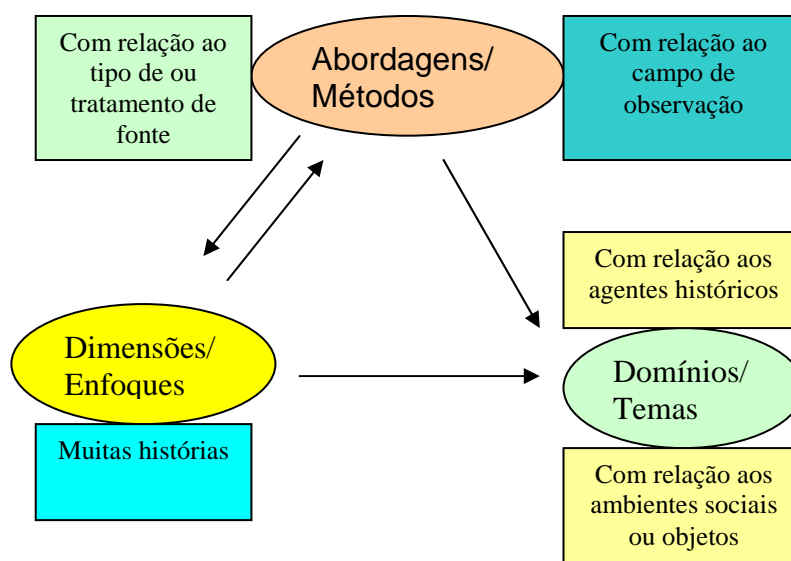 Com relação ao
tipo de ou
tratamento de
fonte
Abordagens/
Métodos
Com relação ao
campo de
observação
Com relação aos
agentes históricos
Dimensões/
Enfoques
Domínios/
Temas
Muitas histórias
Com relação aos
ambientes sociais
ou objetos